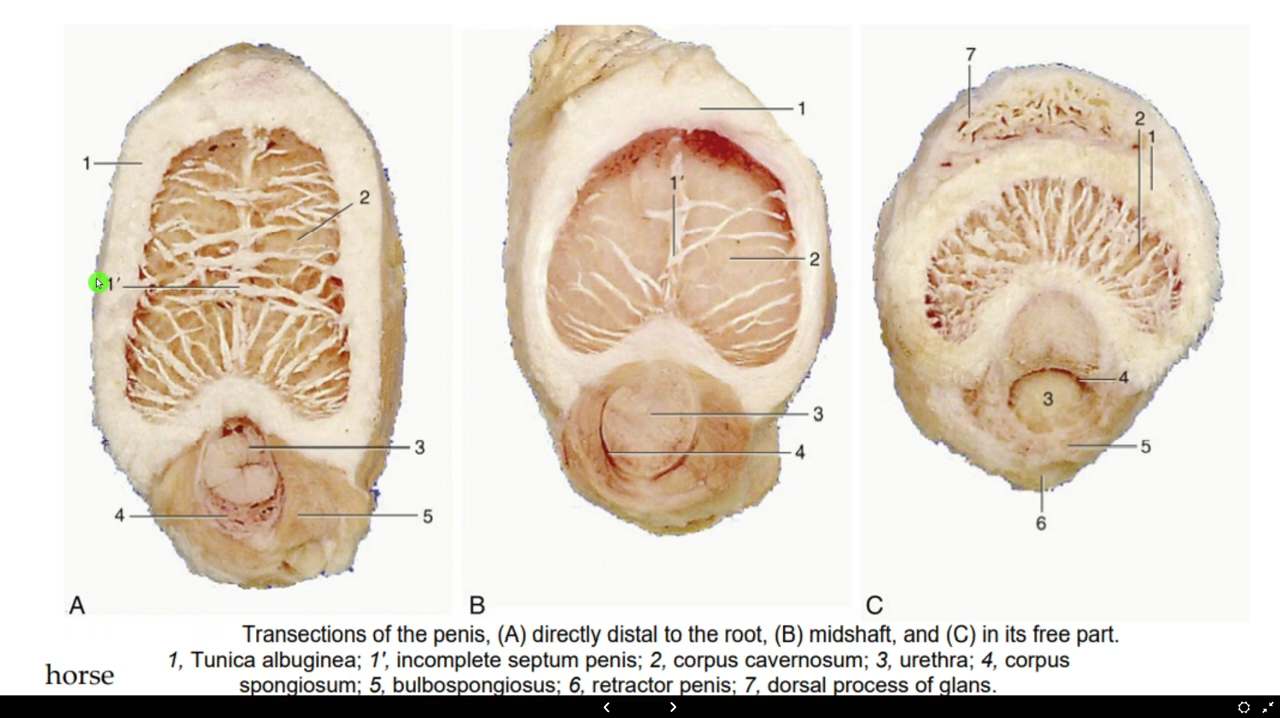 7
2
1
1
1
2
1′
2
1′
2
4
3
3
3
4
5
4
5
6
A
B
C
Transections of the penis, (A) directly distal to the root, (B) midshaft, and (C) in its free part.
1, Tunica albuginea; 1', incomplete septum penis; 2, corpus cavernosum; 3, urethra; 4, corpus
spongiosum; 5, bulbospongiosus; 6, retractor penis; 7, dorsal process of glans.
horse